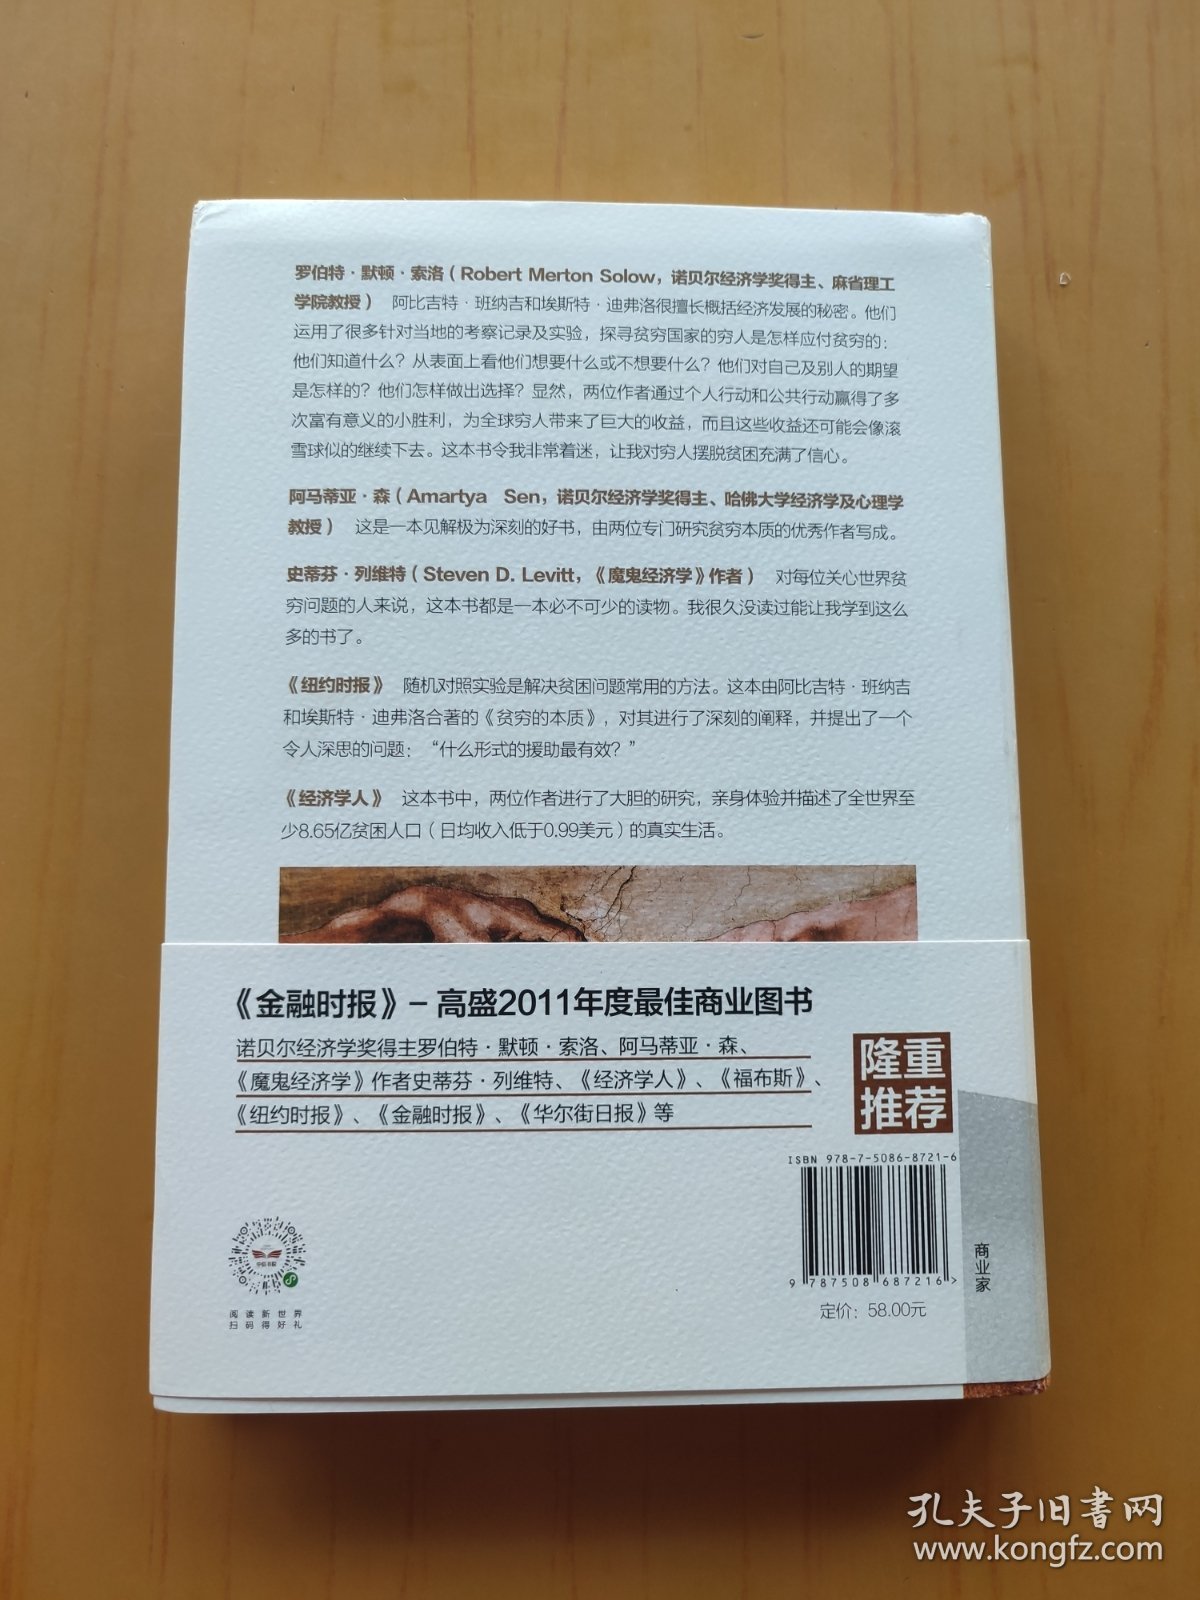 罗伯特·默顿·索洛（Robert Merton Solow，诺贝尔经济学奖得主、麻省理工
学院教授） 阿比吉特·班纳吉和埃斯特·迪弗洛很擅长概括经济发展的秘密。他们
运用了很多针对当地的考察记录及实验，探寻贫穷国家的穷人是怎样应付贫穷的：
他们知道什么？从表面上看他们想要什么或不想要什么？他们对自己及别人的期望
是怎样的？他们怎样做出选择？显然，两位作者通过个人行动和公共行动赢得了多
次富有意义的小胜利，为全球穷人带来了巨大的收益，而且这些收益还可能会像滚
雪球似的继续下去。这本书令我非常着迷，让我对穷人摆脱贫困充满了信心。
阿马蒂亚·森（Amartya Sen，诺贝尔经济学奖得主、哈佛大学经济学及心理学
教授） 这是一本见解极为深刻的好书，由两位专门研究贫穷本质的优秀作者写成。
史蒂芬·列维特（Steven D. Levitt，《魔鬼经济学》作者） 对每位关心世界贫
穷问题的人来说，这本书都是一本必不可少的读物。我很久没读过能让我学到这么
多的书了。
《纽约时报》 随机对照实验是解决贫困问题常用的方法。这本由阿比吉特·班纳吉
和埃斯特·迪弗洛合著的《贫穷的本质》，对其进行了深刻的阐释，并提出了一个
令人深思的问题：“什么形式的援助最有效？”
《经济学人》 这本书中，两位作者进行了大胆的研究，亲身体验并描述了全世界至
少8.65亿贫困人口（日均收入低于0.99美元）的真实生活。
《金融时报》–高盛2011年度最佳商业图书
诺贝尔经济学奖得主罗伯特·默顿·索洛、阿马蒂亚·森、
《魔鬼经济学》作者史蒂芬·列维特、《经济学人》、《福布斯》、
《纽约时报》、《金融时报》、《华尔街日报》等
隆重
推荐
ISBN 978-7-5086-8721-6
9 787508 687216 >
定价：58.00元
商业家
中信书院
阅读新世界
扫码得好礼
孔夫子旧书网
www.kongfz.com